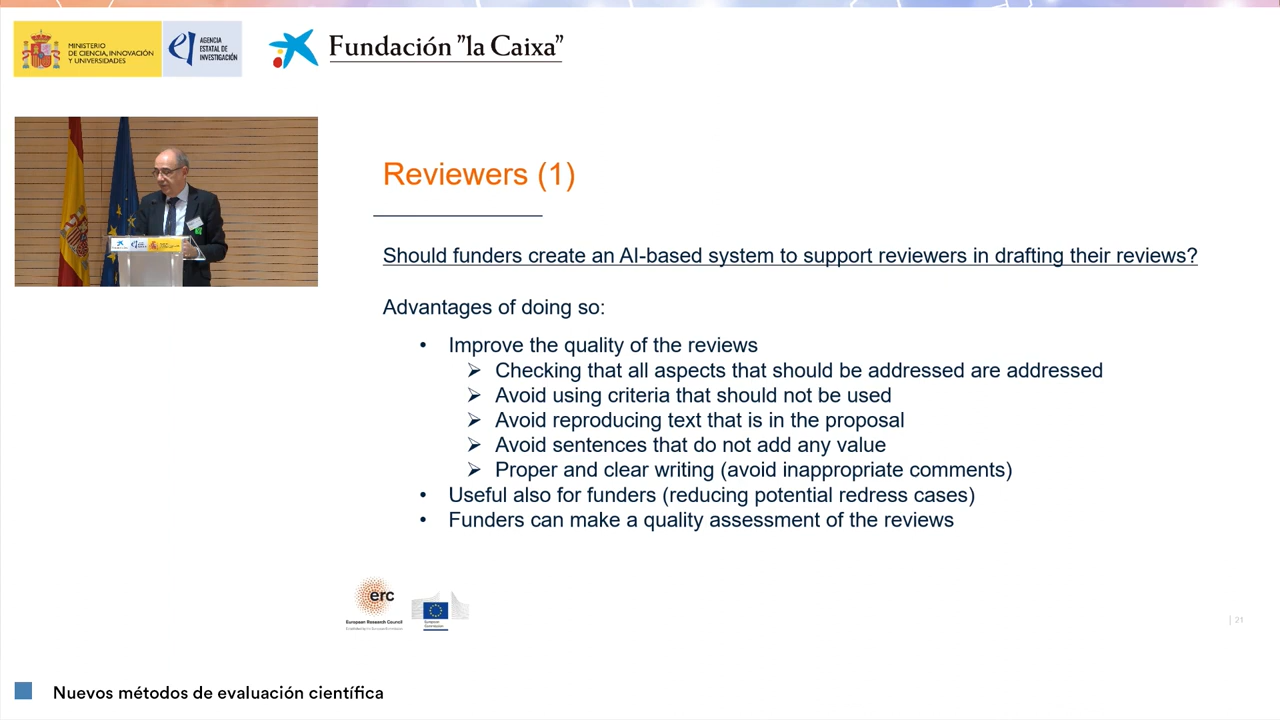 MINISTERIO
DE CIENCIA, INNOVACIÓN
Y UNIVERSIDADES
AGENCIA
ESTATAL DE
INVESTIGACIÓN
Fundación "la Caixa"
Reviewers (1)
Should funders create an AI-based system to support reviewers in drafting their reviews?
Advantages of doing so:
• Improve the quality of the reviews
➢ Checking that all aspects that should be addressed are addressed
➢ Avoid using criteria that should not be used
➢ Avoid reproducing text that is in the proposal
➢ Avoid sentences that do not add any value
➢ Proper and clear writing (avoid inappropriate comments)
• Useful also for funders (reducing potential redress cases)
• Funders can make a quality assessment of the reviews
erc
European Research Council
European
Commission
| 21
Nuevos métodos de evaluación científica